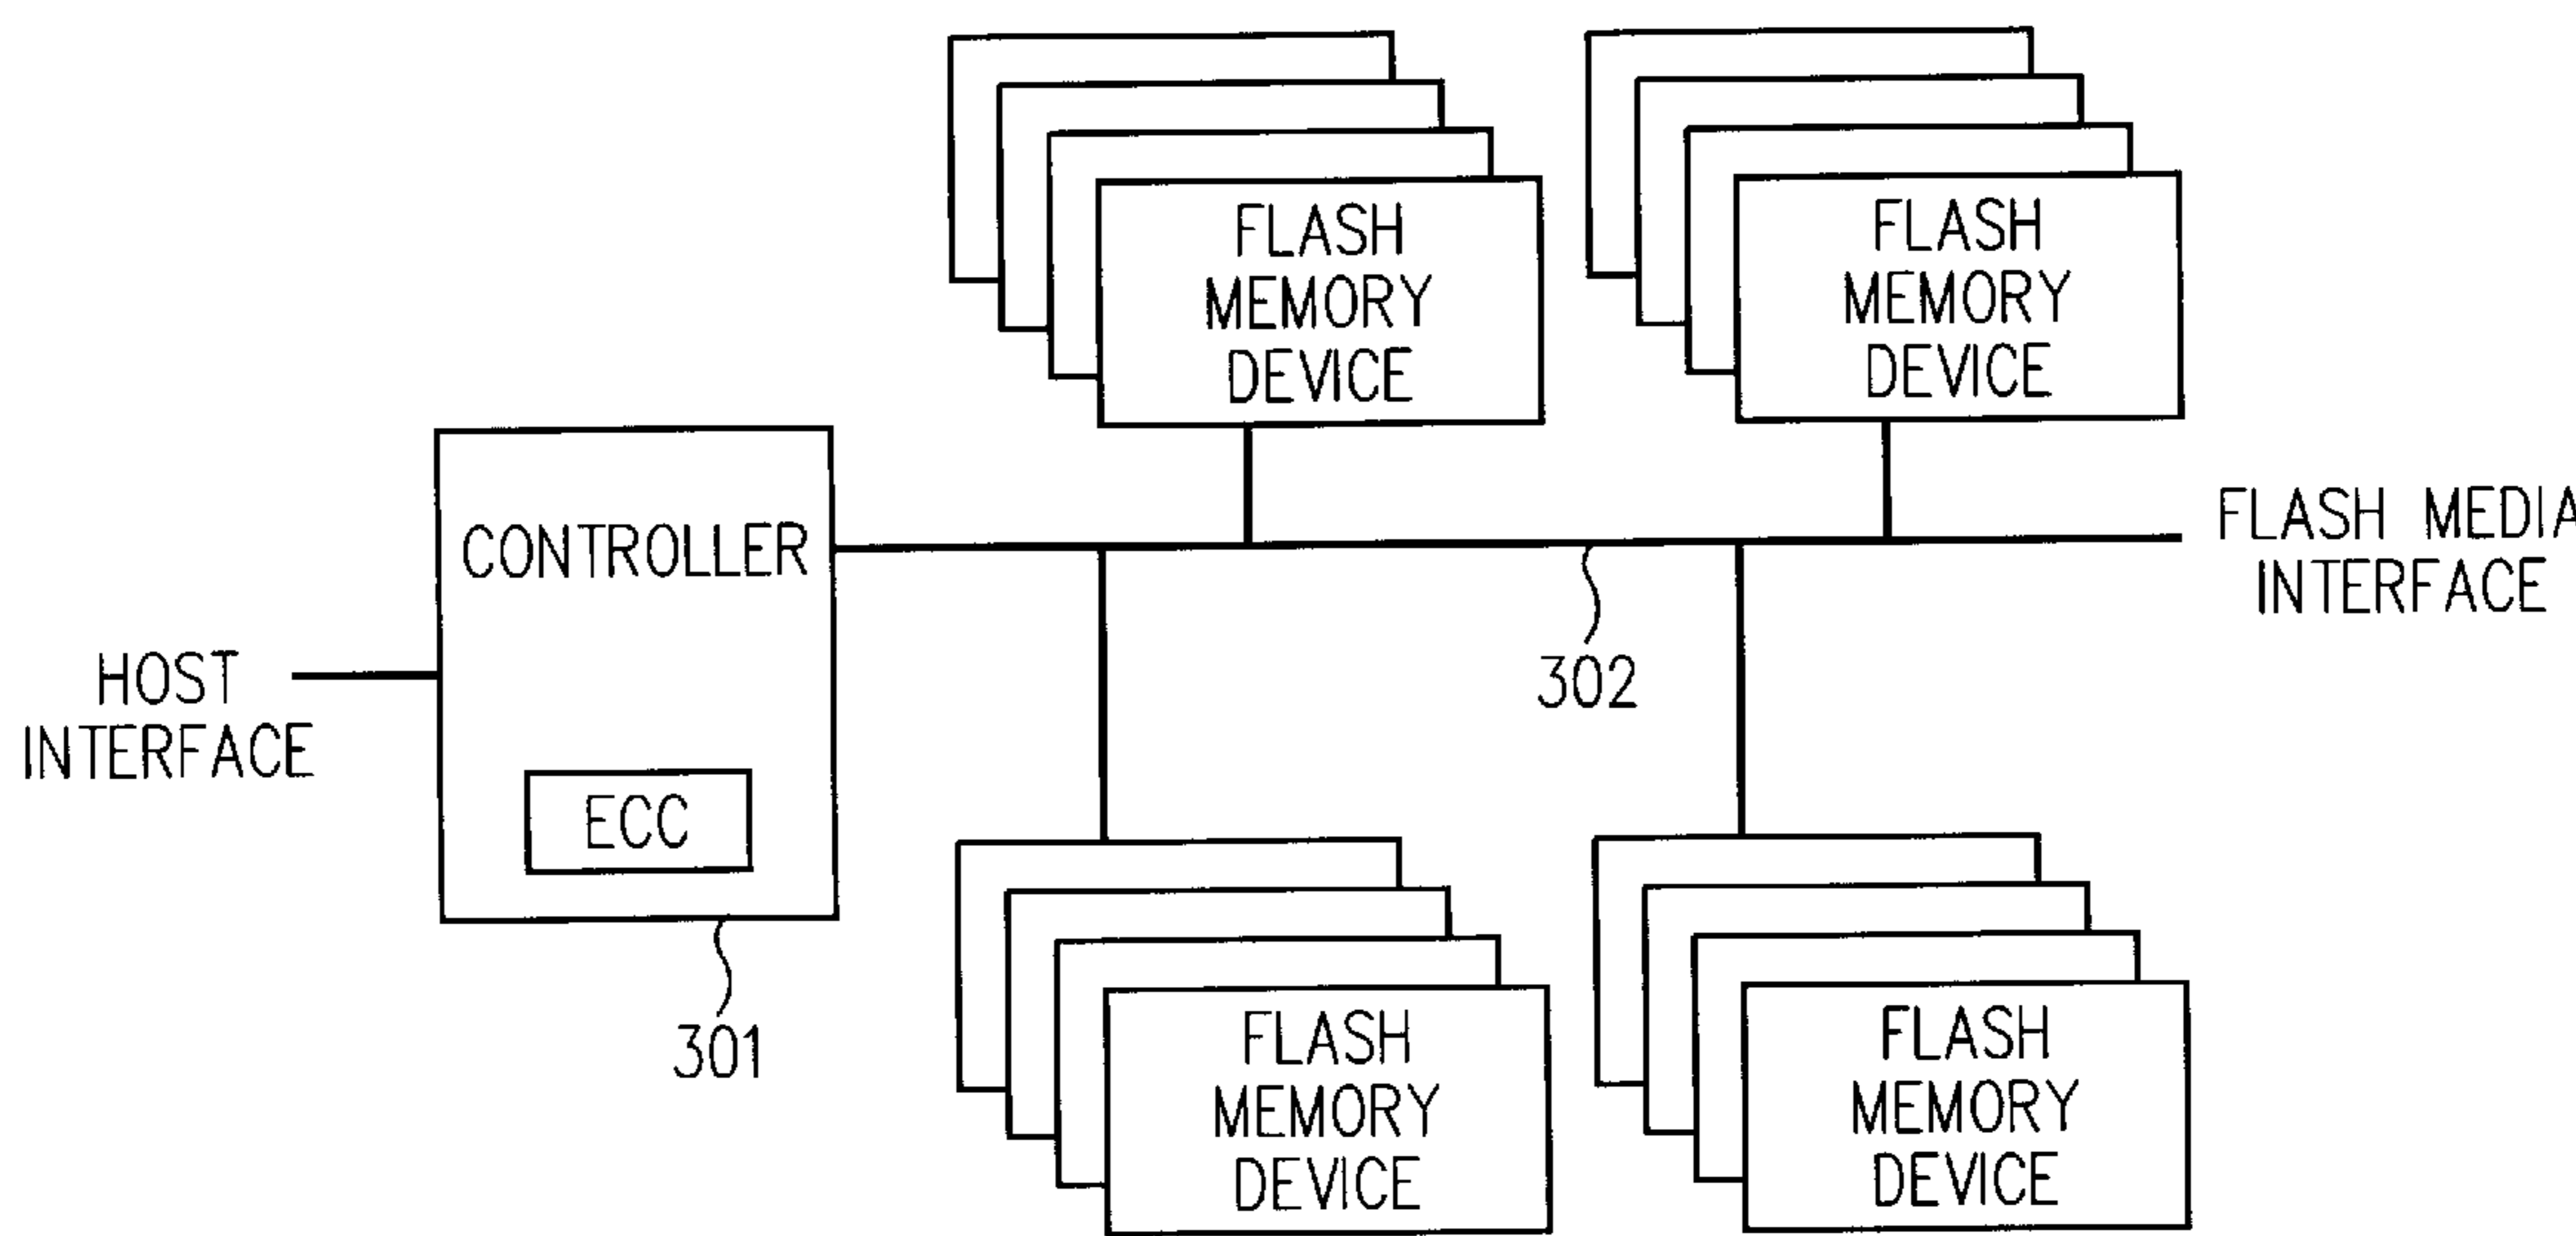 FLASH
MEMORY
DEVICE
FLASH
MEMORY
DEVICE
CONTROLLER
FLASH MEDIA
INTERFACE
HOST
INTERFACE
302
ECC
301
FLASH
MEMORY
DEVICE
FLASH
MEMORY
DEVICE